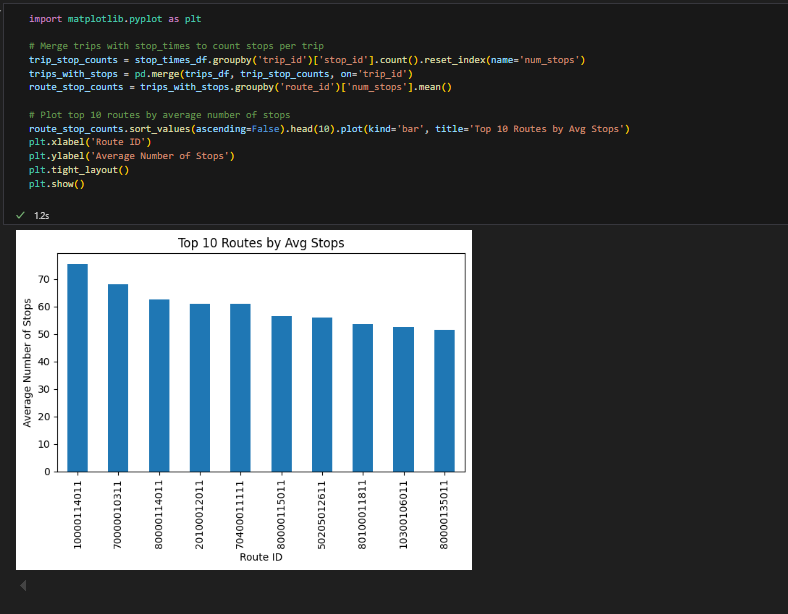 import matplotlib.pyplot as plt
# Merge trips with stop_times to count stops per trip
trip_stop_counts = stop_times_df.groupby('trip_id')['stop_id'].count().reset_index(name='num_stops')
trips_with_stops = pd.merge(trips_df, trip_stop_counts, on='trip_id')
route_stop_counts = trips_with_stops.groupby('route_id')['num_stops'].mean()
# Plot top 10 routes by average number of stops
route_stop_counts.sort_values(ascending=False).head(10).plot(kind='bar', title='Top 10 Routes by Avg Stops')
plt.xlabel('Route ID')
plt.ylabel('Average Number of Stops')
plt.tight_layout()
plt.show()
1.2s
Top 10 Routes by Avg Stops
Average Number of Stops
70
60
50
40
30
20
10
0
10000114011
70000010311
80000114011
20100012011
70400011111
80000115011
50205012611
80100011811
10300106011
80000135011
Route ID